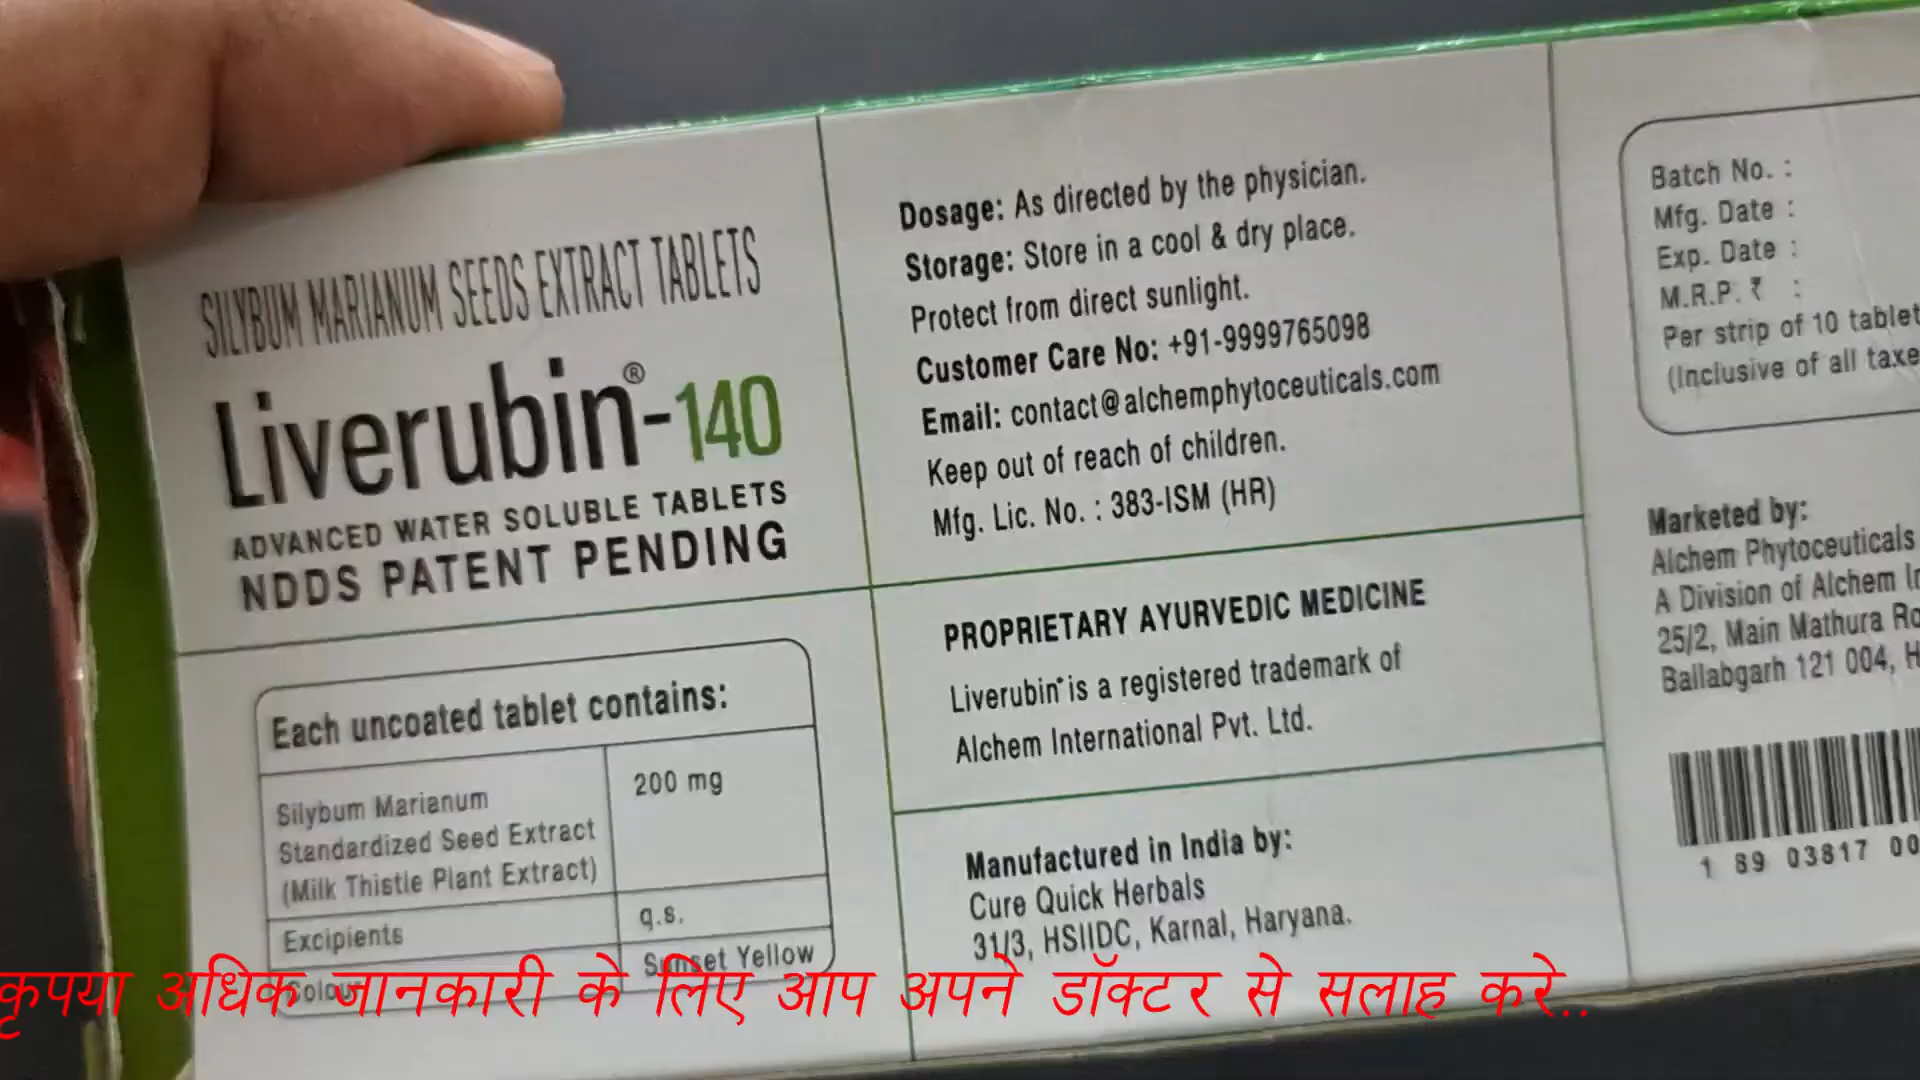 SILYBUM MARIANUM SEEDS EXTRACT TABLETS
Liverubin®-140
ADVANCED WATER SOLUBLE TABLETS
NDDS PATENT PENDING
Each uncoated tablet contains:
Silybum Marianum 200 mg
Standardized Seed Extract
(Milk Thistle Plant Extract)
Excipients q.s.
Colour Sunset Yellow
Dosage: As directed by the physician.
Storage: Store in a cool & dry place.
Protect from direct sunlight.
Customer Care No: +91-9999765098
Email: contact@alchemphytoceuticals.com
Keep out of reach of children.
Mfg. Lic. No. : 383-ISM (HR)
PROPRIETARY AYURVEDIC MEDICINE
Liverubin® is a registered trademark of
Alchem International Pvt. Ltd.
Manufactured in India by:
Cure Quick Herbals
31/3, HSIIDC, Karnal, Haryana.
Batch No. :
Mfg. Date :
Exp. Date :
M.R.P. ₹ :
Per strip of 10 tablet
(Inclusive of all taxe
Marketed by:
Alchem Phytoceuticals
A Division of Alchem
25/2, Main Mathura
Ballabgarh 121 004,
1 89 03817 00
कृपया अधिक जानकारी के लिए आप अपने डॉक्टर से सलाह करे..